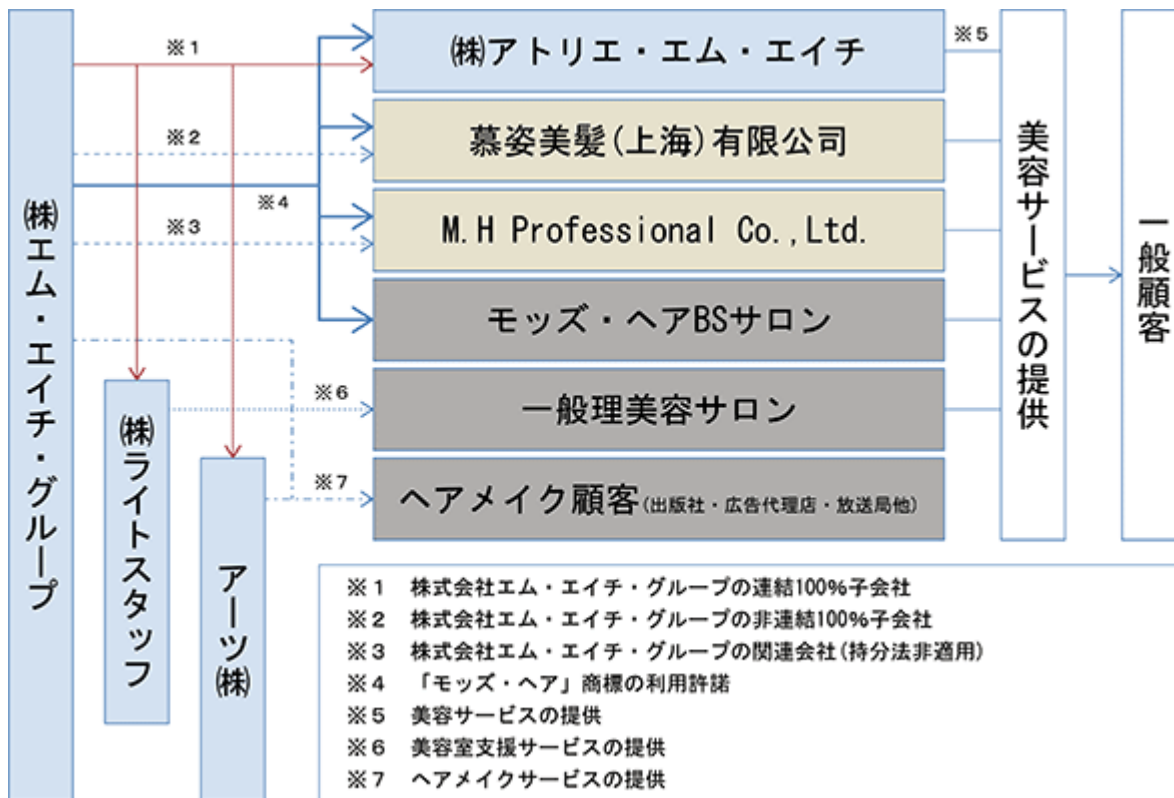 ㈱エム・エイチ・グループ
※1
※2
※4
※3
㈱ライトスタッフ
アーツ㈱
※6
※7
㈱アトリエ・エム・エイチ
慕姿美髪(上海)有限公司
M.H Professional Co.,Ltd.
モッズ・ヘアBSサロン
一般理美容サロン
ヘアメイク顧客(出版社・広告代理店・放送局他)
※5
美容サービスの提供
一般顧客
※1 株式会社エム・エイチ・グループの連結100%子会社
※2 株式会社エム・エイチ・グループの非連結100%子会社
※3 株式会社エム・エイチ・グループの関連会社(持分法非適用)
※4 「モッズ・ヘア」商標の利用許諾
※5 美容サービスの提供
※6 美容室支援サービスの提供
※7 ヘアメイクサービスの提供